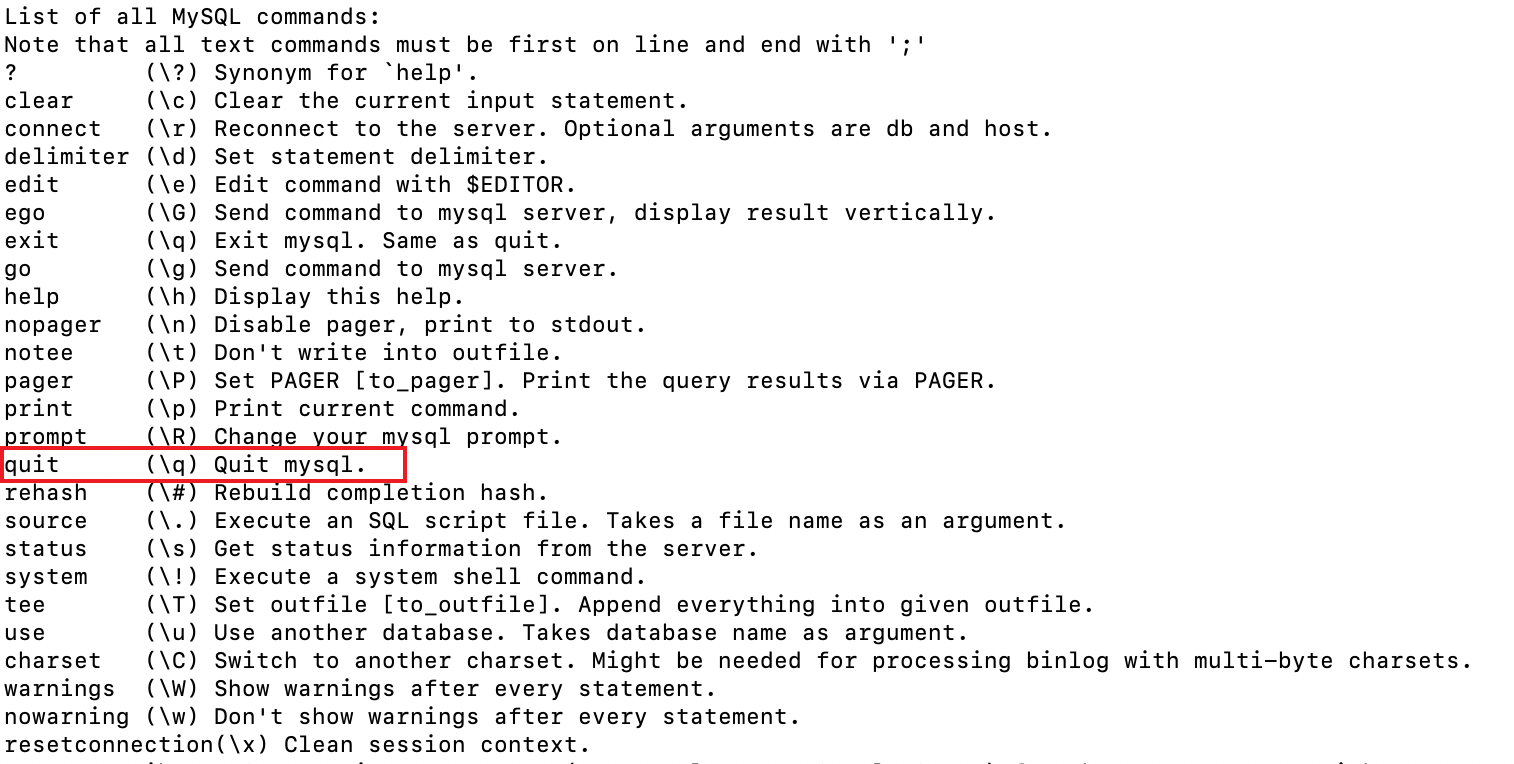 List of all MySQL commands:
Note that all text commands must be first on line and end with ';'
?         (\?) Synonym for `help'.
clear     (\c) Clear the current input statement.
connect   (\r) Reconnect to the server. Optional arguments are db and host.
delimiter (\d) Set statement delimiter.
edit      (\e) Edit command with $EDITOR.
ego       (\G) Send command to mysql server, display result vertically.
exit      (\q) Exit mysql. Same as quit.
go        (\g) Send command to mysql server.
help      (\h) Display this help.
nopager   (\n) Disable pager, print to stdout.
notee     (\t) Don't write into outfile.
pager     (\P) Set PAGER [to_pager]. Print the query results via PAGER.
print     (\p) Print current command.
prompt    (\R) Change your mysql prompt.
quit      (\q) Quit mysql.
rehash    (\#) Rebuild completion hash.
source    (\.) Execute an SQL script file. Takes a file name as an argument.
status    (\s) Get status information from the server.
system    (\!) Execute a system shell command.
tee       (\T) Set outfile [to_outfile]. Append everything into given outfile.
use       (\u) Use another database. Takes database name as argument.
charset   (\C) Switch to another charset. Might be needed for processing binlog with multi-byte charsets.
warnings  (\W) Show warnings after every statement.
nowarning (\w) Don't show warnings after every statement.
resetconnection(\x) Clean session context.